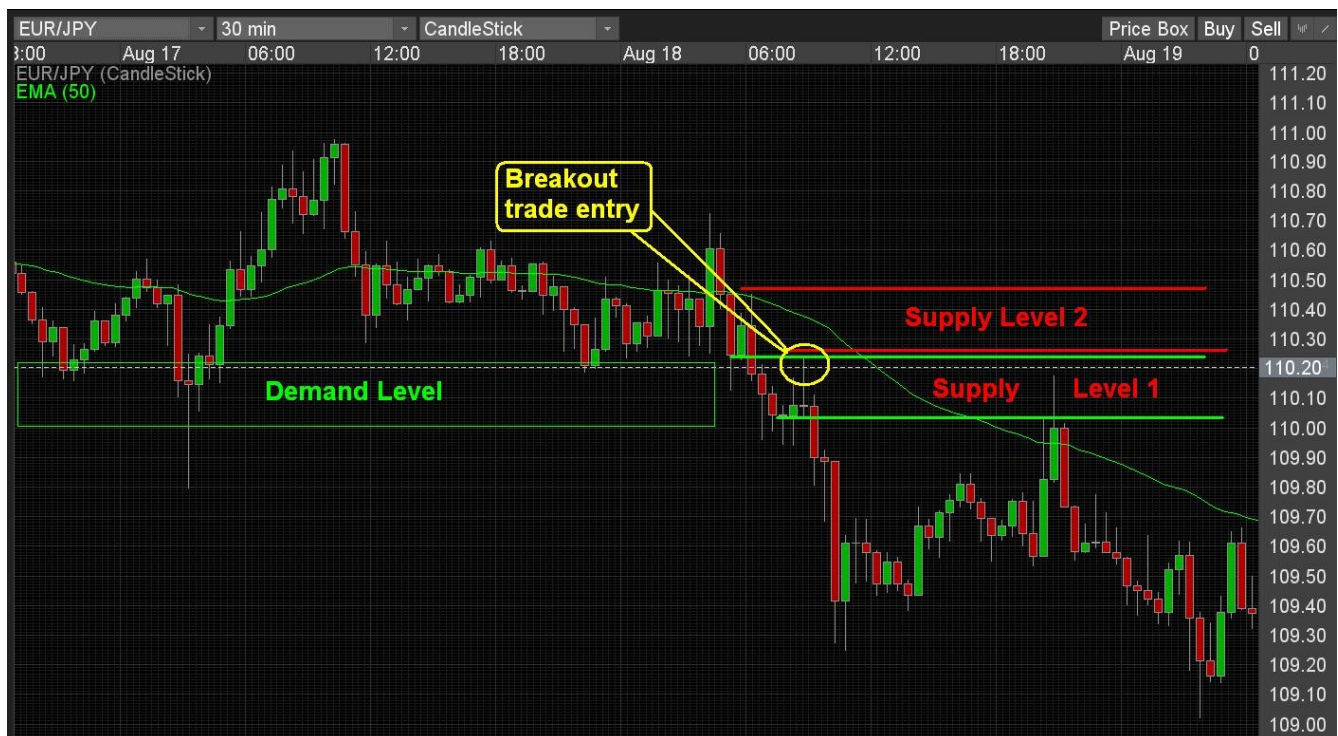 EUR/JPY 30 min CandleStick Price Box Buy Sell
3:00 Aug 17 06:00 12:00 18:00 Aug 18 06:00 12:00 18:00 Aug 19 0
EUR/JPY (CandleStick)
EMA (50)
111.20
111.10
111.00
110.90
110.80
110.70
110.60
110.50
110.40
110.30
110.20
110.10
110.00
109.90
109.80
109.70
109.60
109.50
109.40
109.30
109.20
109.10
109.00
Breakout
trade entry
Supply Level 2
Demand Level
Supply Level 1